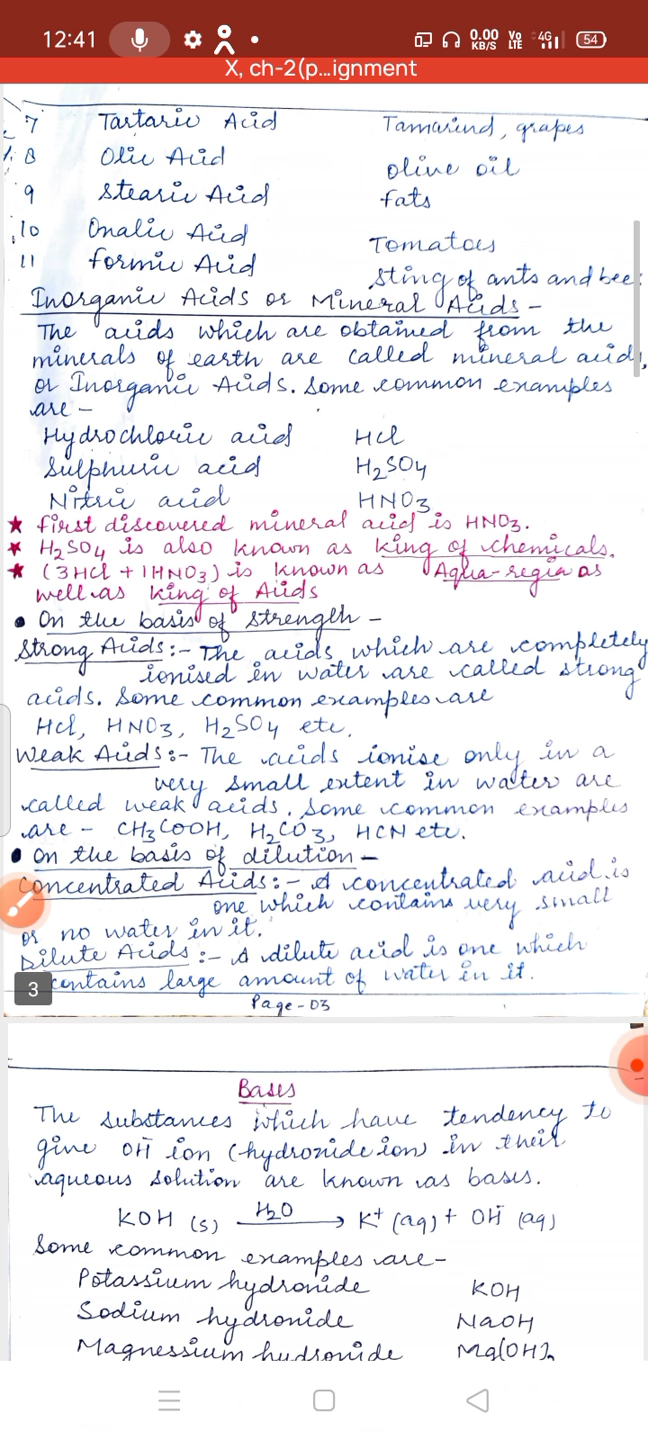 12:41 0.00 KB/S Vo LTE 4G 54
X, ch-2(p...ignment
7 Tartaric Acid Tamarind, grapes
8 Olic Acid olive oil
9 Stearic Acid fats
10 Oxalic Acid Tomatoes
11 formic Acid sting of ants and bee
Inorganic Acids or Mineral Acids -
The acids which are obtained from the
minerals of earth are called mineral acids,
or Inorganic Acids. Some common examples
are -
Hydrochloric acid HCl
Sulphuric acid H₂SO₄
Nitric acid HNO₃
★ first discovered mineral acid is HNO₃.
★ H₂SO₄ is also known as king of chemicals.
★ (3HCl + 1HNO₃) is known as Aqua-regia as
well as king of Acids
• On the basis of strength -
Strong Acids :- The acids which are completely
ionised in water are called strong
acids. Some common examples are
HCl, HNO₃, H₂SO₄ etc.
Weak Acids :- The acids ionise only in a
very small extent in water are
called weak acids. Some common examples
are - CH₃COOH, H₂CO₃, HCN etc.
• On the basis of dilution -
Concentrated Acids :- A concentrated acid is
one which contains very small
or no water in it.
Dilute Acids :- A dilute acid is one which
contains large amount of water in it.
3
Page - 03
Bases
The substances which have tendency to
give OH⁻ ion (hydroxide ion) in their
aqueous solution are known as bases.
KOH (s) H₂O → K⁺ (aq) + OH⁻ (aq)
Some common examples are -
Potassium hydroxide KOH
Sodium hydroxide NaOH
Magnessium hydroxide Mg(OH)₂